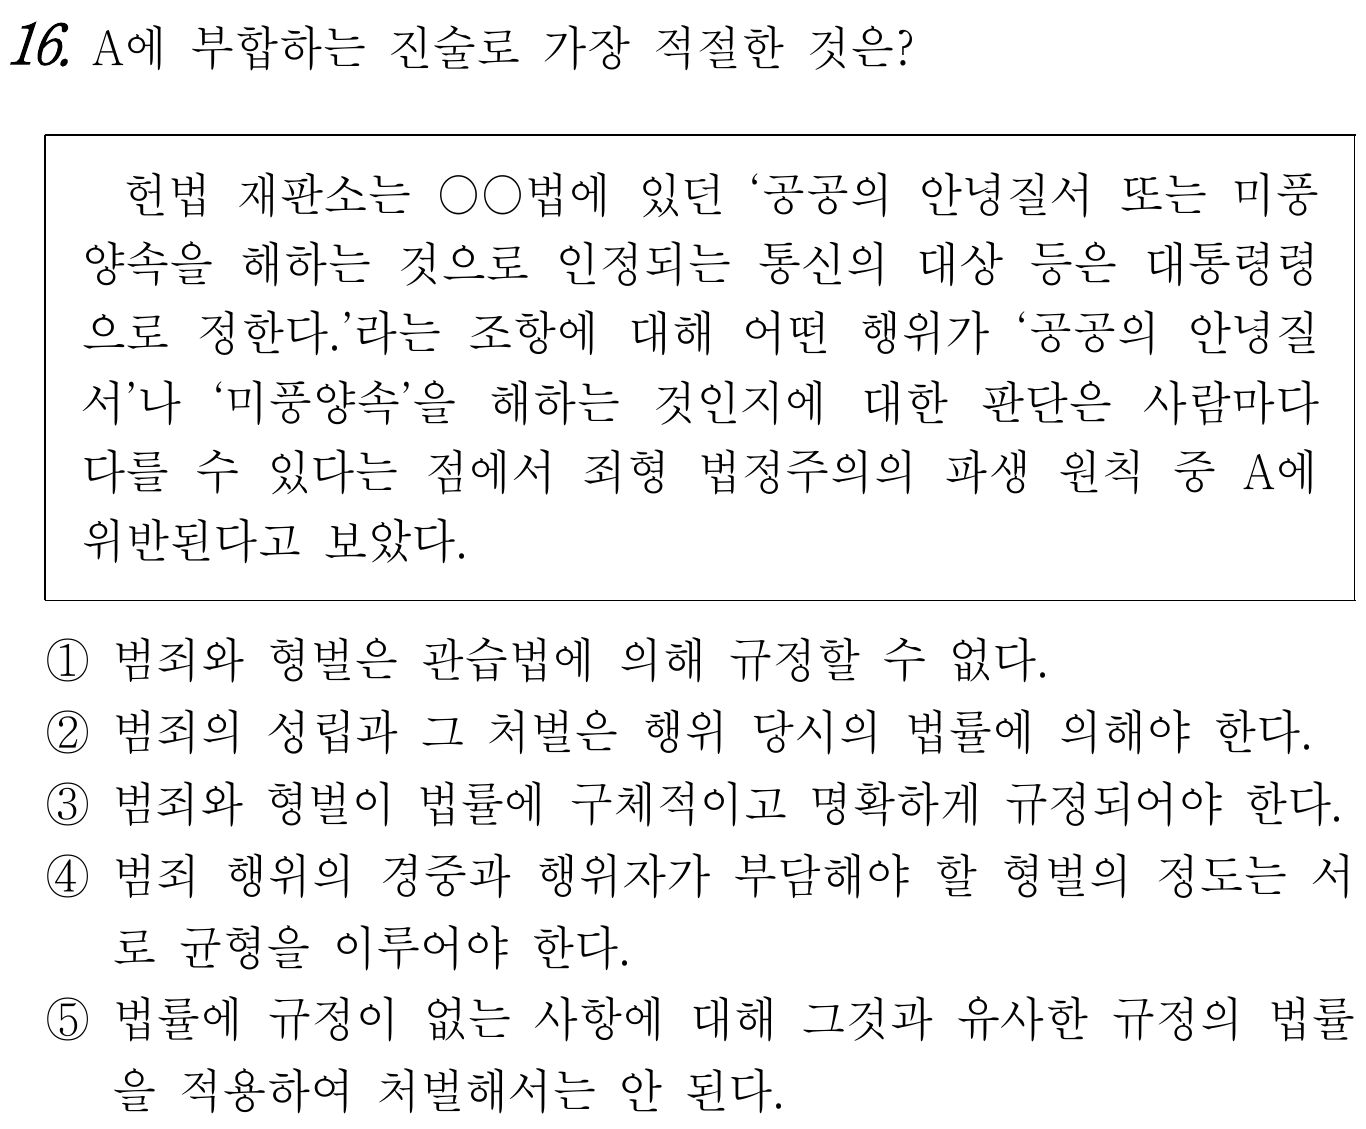 16. A에 부합하는 진술로 가장 적절한 것은?
헌법 재판소는 ○○법에 있던 ‘공공의 안녕질서 또는 미풍
양속을 해하는 것으로 인정되는 통신의 대상 등은 대통령령
으로 정한다.’라는 조항에 대해 어떤 행위가 ‘공공의 안녕질
서’나 ‘미풍양속’을 해하는 것인지에 대한 판단은 사람마다
다를 수 있다는 점에서 죄형 법정주의의 파생 원칙 중 A에
위반된다고 보았다.
① 범죄와 형벌은 관습법에 의해 규정할 수 없다.
② 범죄의 성립과 그 처벌은 행위 당시의 법률에 의해야 한다.
③ 범죄와 형벌이 법률에 구체적이고 명확하게 규정되어야 한다.
④ 범죄 행위의 경중과 행위자가 부담해야 할 형벌의 정도는 서
로 균형을 이루어야 한다.
⑤ 법률에 규정이 없는 사항에 대해 그것과 유사한 규정의 법률
을 적용하여 처벌해서는 안 된다.